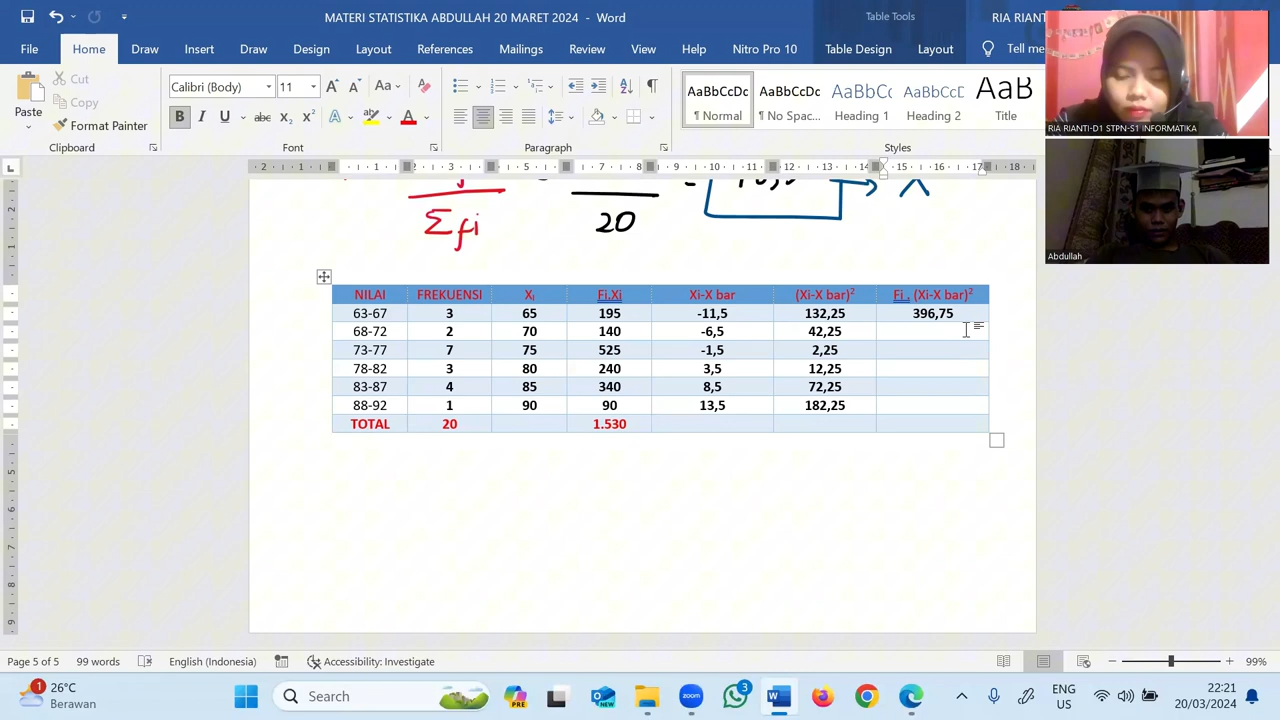 MATERI STATISTIKA ABDULLAH 20 MARET 2024 - Word
Table Tools
RIA RIANTI
File Home Draw Insert Draw Design Layout References Mailings Review View Help Nitro Pro 10 Table Design Layout Tell me
Paste
Cut
Copy
Format Painter
Clipboard
Calibri (Body) 11
Font
Paragraph
AaBbCcDc AaBbCcDc AaBbCc AaBbCcD AaB
¶ Normal ¶ No Spac... Heading 1 Heading 2 Title
Styles
RIA RIANTI-D1 STPN-S1 INFORMATIKA
Abdullah
Σfi
20
NILAI FREKUENSI Xi Fi.Xi Xi-X bar (Xi-X bar)² Fi . (Xi-X bar)²
63-67 3 65 195 -11,5 132,25 396,75
68-72 2 70 140 -6,5 42,25
73-77 7 75 525 -1,5 2,25
78-82 3 80 240 3,5 12,25
83-87 4 85 340 8,5 72,25
88-92 1 90 90 13,5 182,25
TOTAL 20 1.530
Page 5 of 5 99 words English (Indonesia) Accessibility: Investigate 99%
26°C
Berawan
Search
ENG
US
22:21
20/03/2024